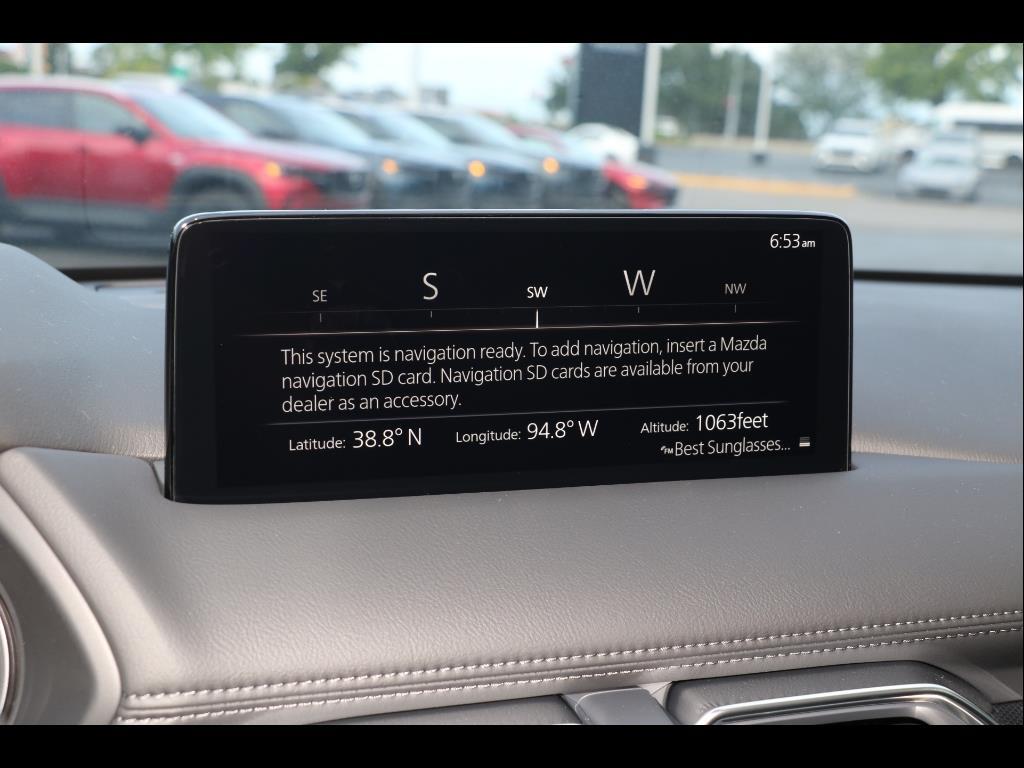 6:53am
SE S SW W NW
This system is navigation ready. To add navigation, insert a Mazda
navigation SD card. Navigation SD cards are available from your
dealer as an accessory.
Latitude: 38.8° N Longitude: 94.8° W Altitude: 1063feet
FM Best Sunglasses...